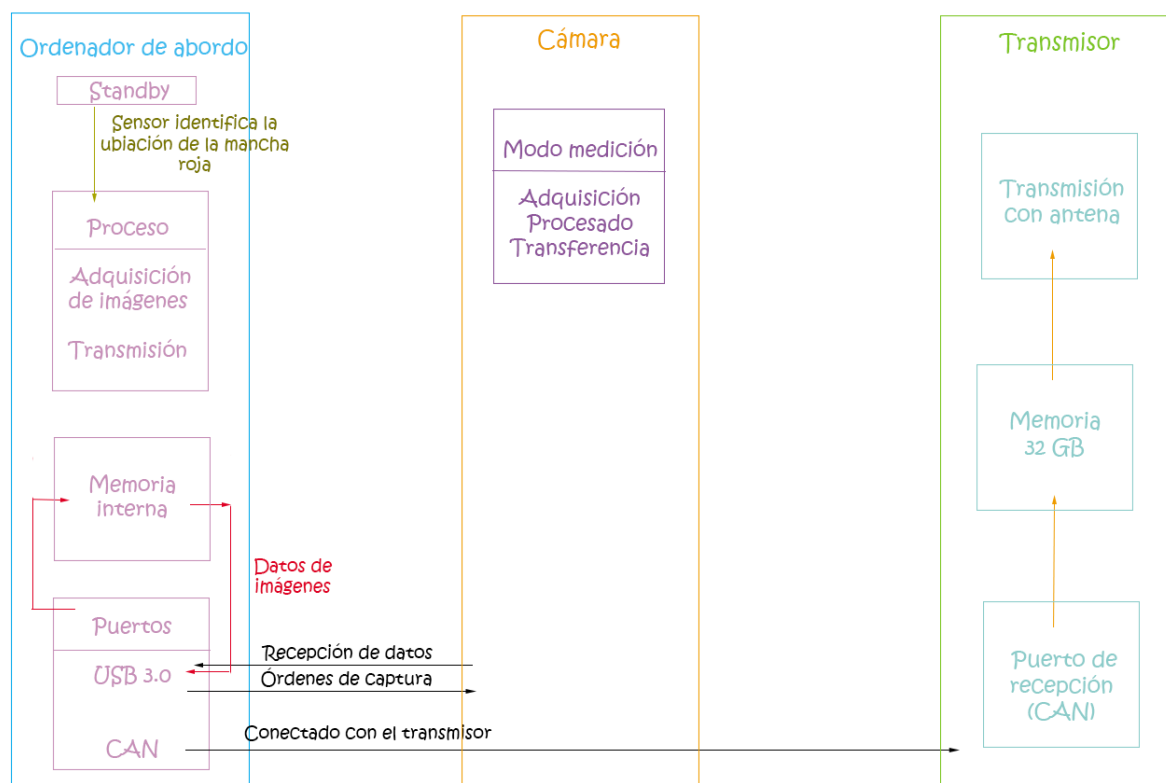 Ordenador de abordo
Standby
Sensor identifica la
ubiación de la mancha
roja
Proceso
Adquisición
de imágenes
Transmisión
Memoria
interna
Datos de
imágenes
Puertos
USB 3.0
CAN
Recepción de datos
Órdenes de captura
Conectado con el transmisor
Cámara
Modo medición
Adquisición
Procesado
Transferencia
Transmisor
Transmisión
con antena
Memoria
32 GB
Puerto de
recepción
(CAN)